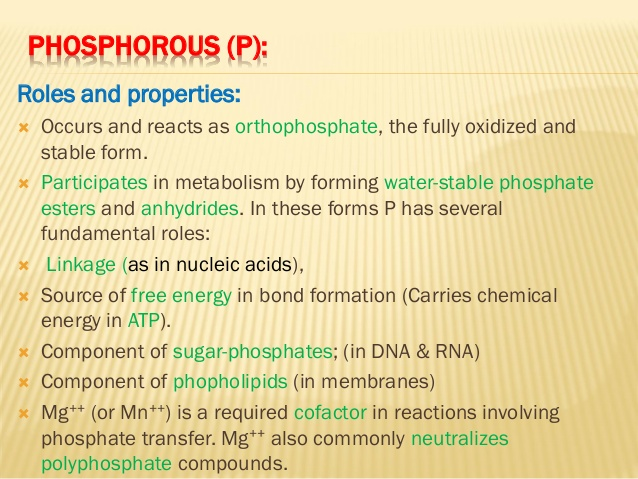 PHOSPHOROUS (P):
Roles and properties:
× Occurs and reacts as orthophosphate, the fully oxidized and
stable form.
× Participates in metabolism by forming water-stable phosphate
esters and anhydrides. In these forms P has several
fundamental roles:
× Linkage (as in nucleic acids),
× Source of free energy in bond formation (Carries chemical
energy in ATP).
× Component of sugar-phosphates; (in DNA & RNA)
× Component of phopholipids (in membranes)
× Mg⁺⁺ (or Mn⁺⁺) is a required cofactor in reactions involving
phosphate transfer. Mg⁺⁺ also commonly neutralizes
polyphosphate compounds.